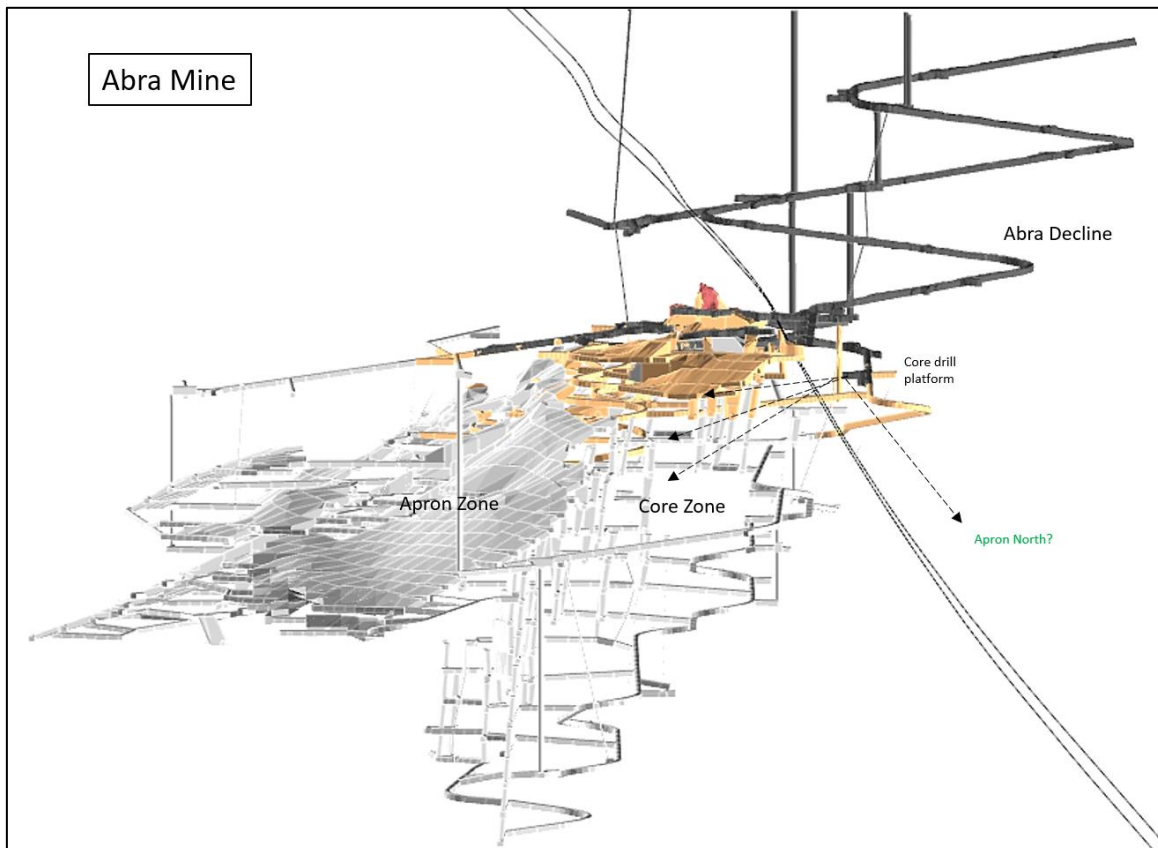 Abra Mine
Abra Decline
Core drill
platform
Apron Zone
Core Zone
Apron North?